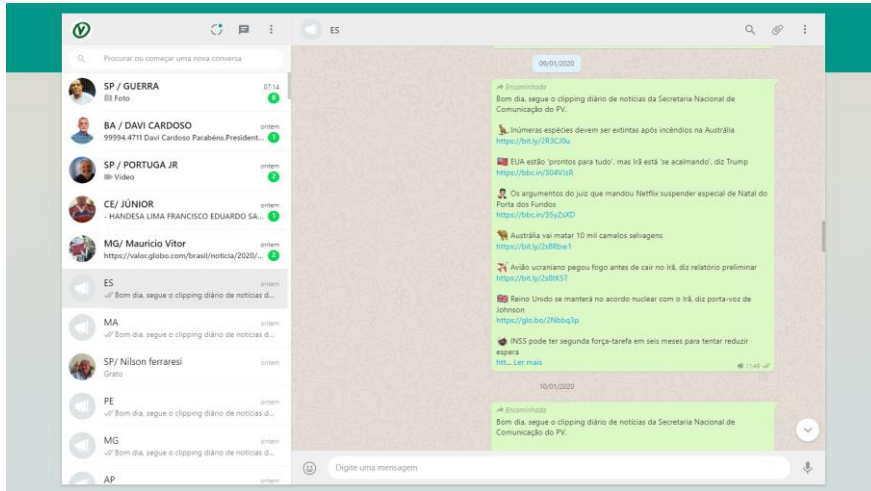 ES
Procurar ou começar uma nova conversa
SP / GUERRA
07:14
Foto
8
BA / DAVI CARDOSO
ontem
99994.4711 Davi Cardoso Parabéns.President...
1
SP / PORTUGA JR
ontem
Vídeo
2
CE/ JÚNIOR
ontem
- HANDESA LIMA FRANCISCO EDUARDO SA...
1
MG/ Mauricio Vitor
ontem
https://valor.globo.com/brasil/noticia/2020/...
2
ES
ontem
Bom dia, segue o clipping diário de notícias d...
MA
ontem
Bom dia, segue o clipping diário de notícias d...
SP/ Nilson ferraresi
ontem
Grato
PE
ontem
Bom dia, segue o clipping diário de notícias d...
MG
ontem
Bom dia, segue o clipping diário de notícias d...
AP
ontem
09/01/2020
Encaminhada
Bom dia, segue o clipping diário de notícias da Secretaria Nacional de
Comunicação do PV.
Inúmeras espécies devem ser extintas após incêndios na Austrália
https://bit.ly/2R3CJ0u
EUA estão 'prontos para tudo', mas Irã está 'se acalmando', diz Trump
https://bbc.in/304VIzR
Os argumentos do juiz que mandou Netflix suspender especial de Natal do
Porta dos Fundos
https://bbc.in/35yZsXD
Austrália vai matar 10 mil camelos selvagens
https://bit.ly/2s8Rbw1
Avião ucraniano pegou fogo antes de cair no Irã, diz relatório preliminar
https://bit.ly/2s8tK5T
Reino Unido se manterá no acordo nuclear com o Irã, diz porta-voz de
Johnson
https://glo.bo/2Nbbq3p
INSS pode ter segunda força-tarefa em seis meses para tentar reduzir
espera
htt... Ler mais
11:49
10/01/2020
Encaminhada
Bom dia, segue o clipping diário de notícias da Secretaria Nacional de
Comunicação do PV.
Digite uma mensagem